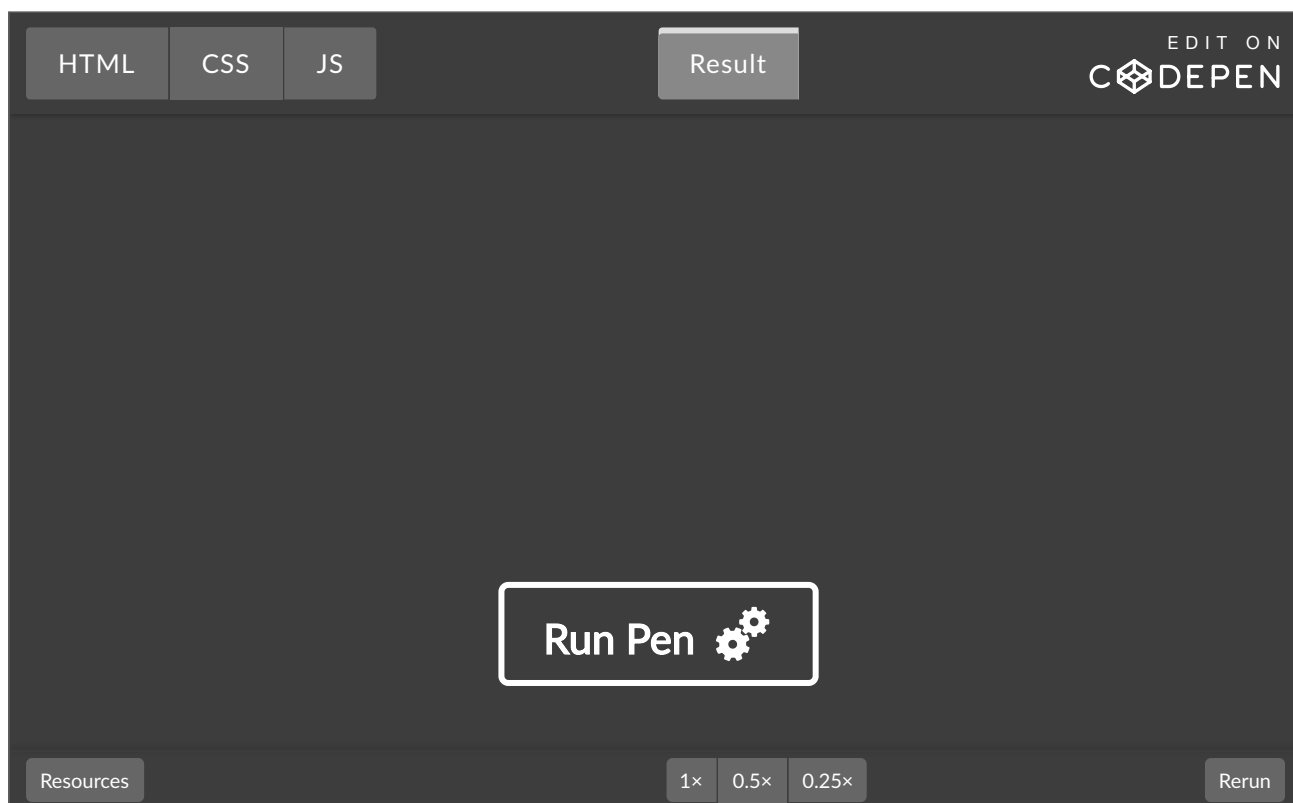 HTML CSS JS Result EDIT ON
CODEPEN
Run Pen
Resources 1× 0.5× 0.25× Rerun